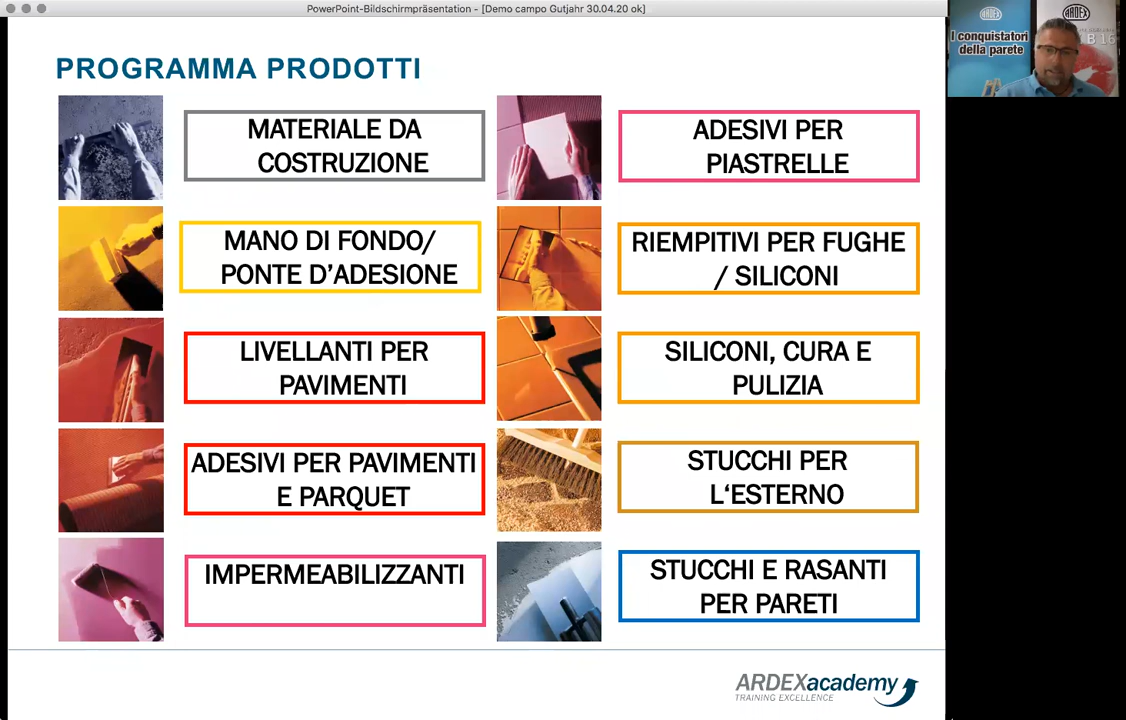 PowerPoint-Bildschirmpräsentation - [Demo campo Gutjahr 30.04.20 ok]
PROGRAMMA PRODOTTI
MATERIALE DA
COSTRUZIONE
ADESIVI PER
PIASTRELLE
MANO DI FONDO/
PONTE D’ADESIONE
RIEMPITIVI PER FUGHE
/ SILICONI
LIVELLANTI PER
PAVIMENTI
SILICONI, CURA E
PULIZIA
ADESIVI PER PAVIMENTI
E PARQUET
STUCCHI PER
L‘ESTERNO
IMPERMEABILIZZANTI
STUCCHI E RASANTI
PER PARETI
ARDEXacademy
TRAINING EXCELLENCE
I conquistatori
della parete
ARDEX